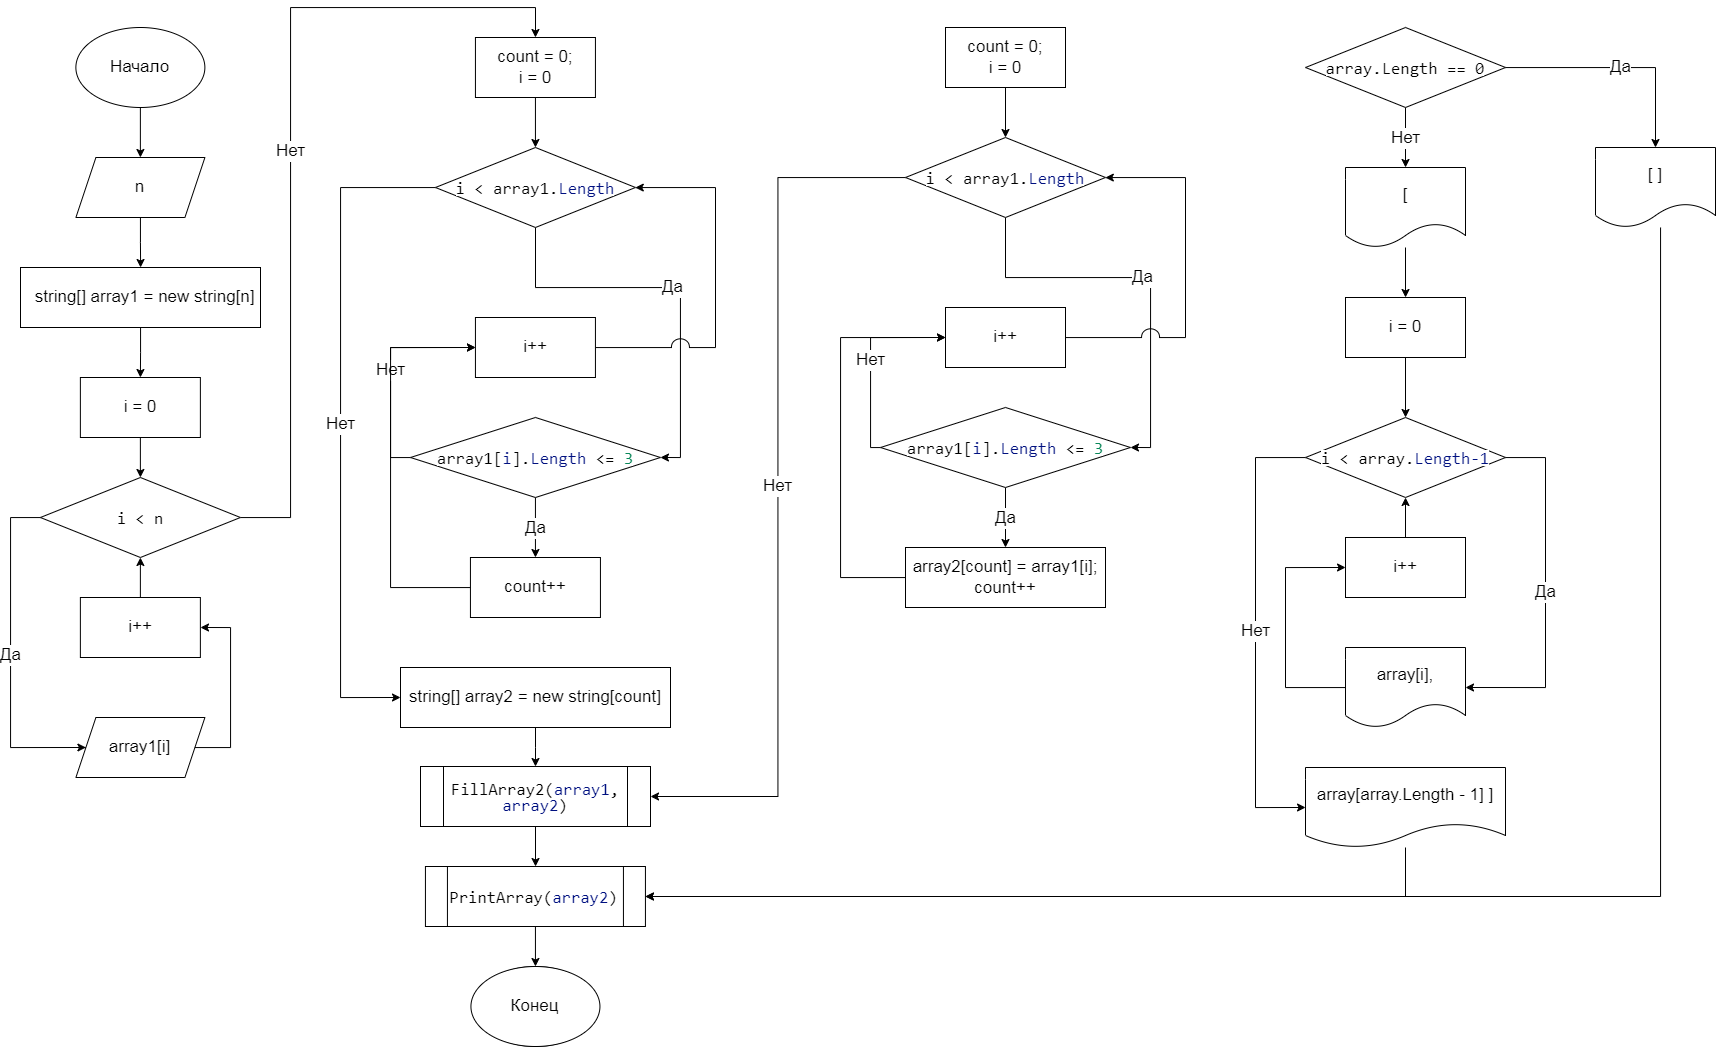 Начало
n
string[] array1 = new string[n]
i = 0
i < n
Да
Нет
i++
array1[i]
count = 0;
i = 0
i < array1.Length
Да
Нет
i++
Нет
array1[i].Length <= 3
Да
count++
string[] array2 = new string[count]
FillArray2(array1,
array2)
PrintArray(array2)
Конец
count = 0;
i = 0
i < array1.Length
Да
Нет
i++
Нет
array1[i].Length <= 3
Да
array2[count] = array1[i];
count++
array.Length == 0
Да
[ ]
Нет
[
i = 0
i < array.Length-1
Да
Нет
i++
array[i],
array[array.Length - 1] ]